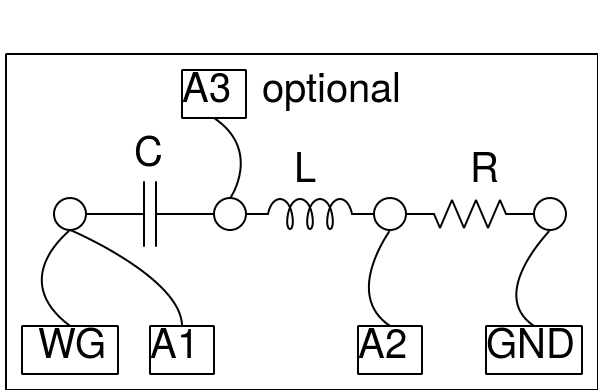 A3 optional
C L R
WG A1 A2 GND